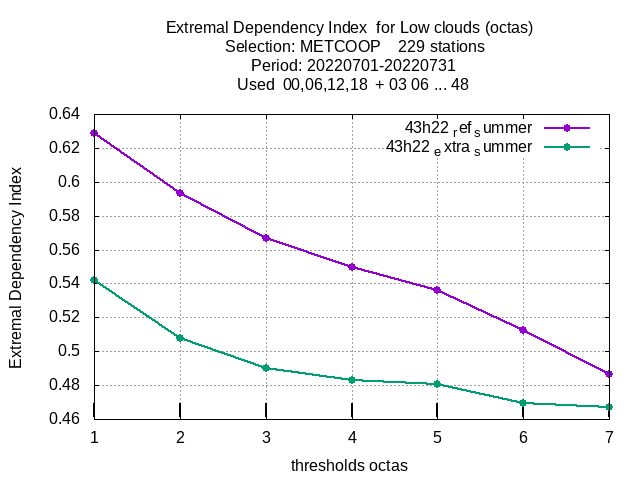 Extremal Dependency Index  for Low clouds (octas)
Selection: METCOOP    229 stations
Period: 20220701-20220731
Used  00,06,12,18  + 03 06 ... 48
43h22 ref summer
43h22 extra summer
Extremal Dependency Index
0.64
0.62
0.6
0.58
0.56
0.54
0.52
0.5
0.48
0.46
1 2 3 4 5 6 7
thresholds octas